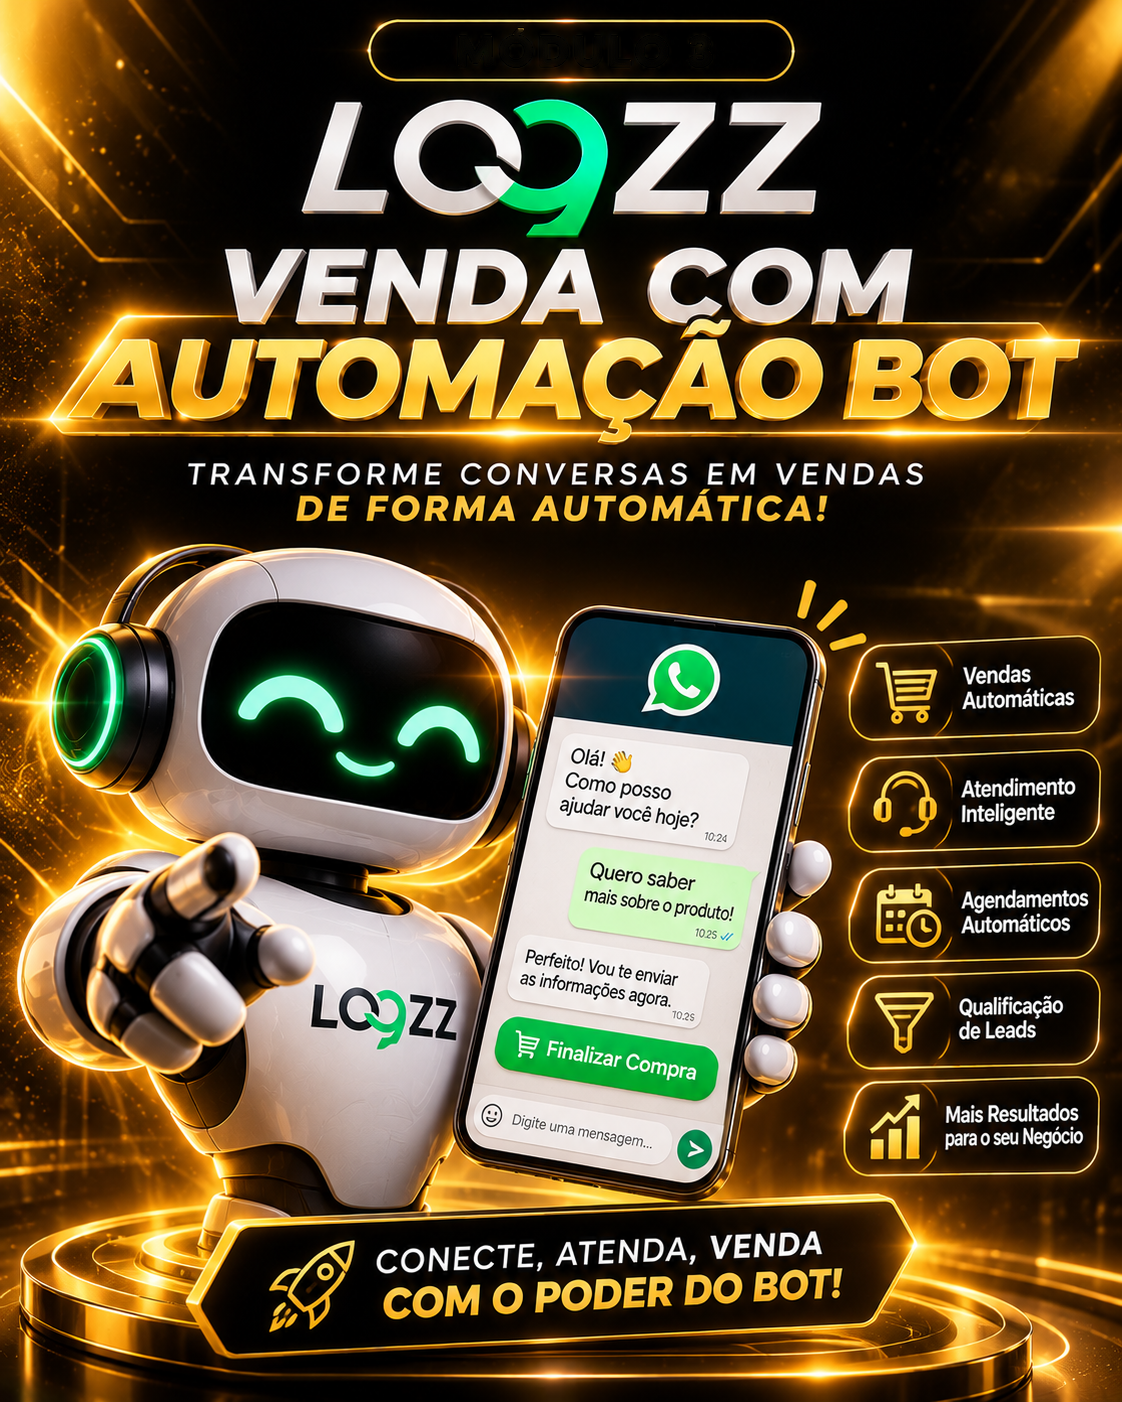 LOGZZ
VENDA COM
AUTOMAÇÃO BOT
TRANSFORME CONVERSAS EM VENDAS
DE FORMA AUTOMÁTICA!
Olá! 👋
Como posso
ajudar você hoje?
10:24
Quero saber
mais sobre o produto!
10:25
Perfeito! Vou te enviar
as informações agora.
10:25
Finalizar Compra
Digite uma mensagem...
LOGZZ
Vendas
Automáticas
Atendimento
Inteligente
Agendamentos
Automáticos
Qualificação
de Leads
Mais Resultados
para o seu Negócio
CONECTE, ATENDA, VENDA
COM O PODER DO BOT!